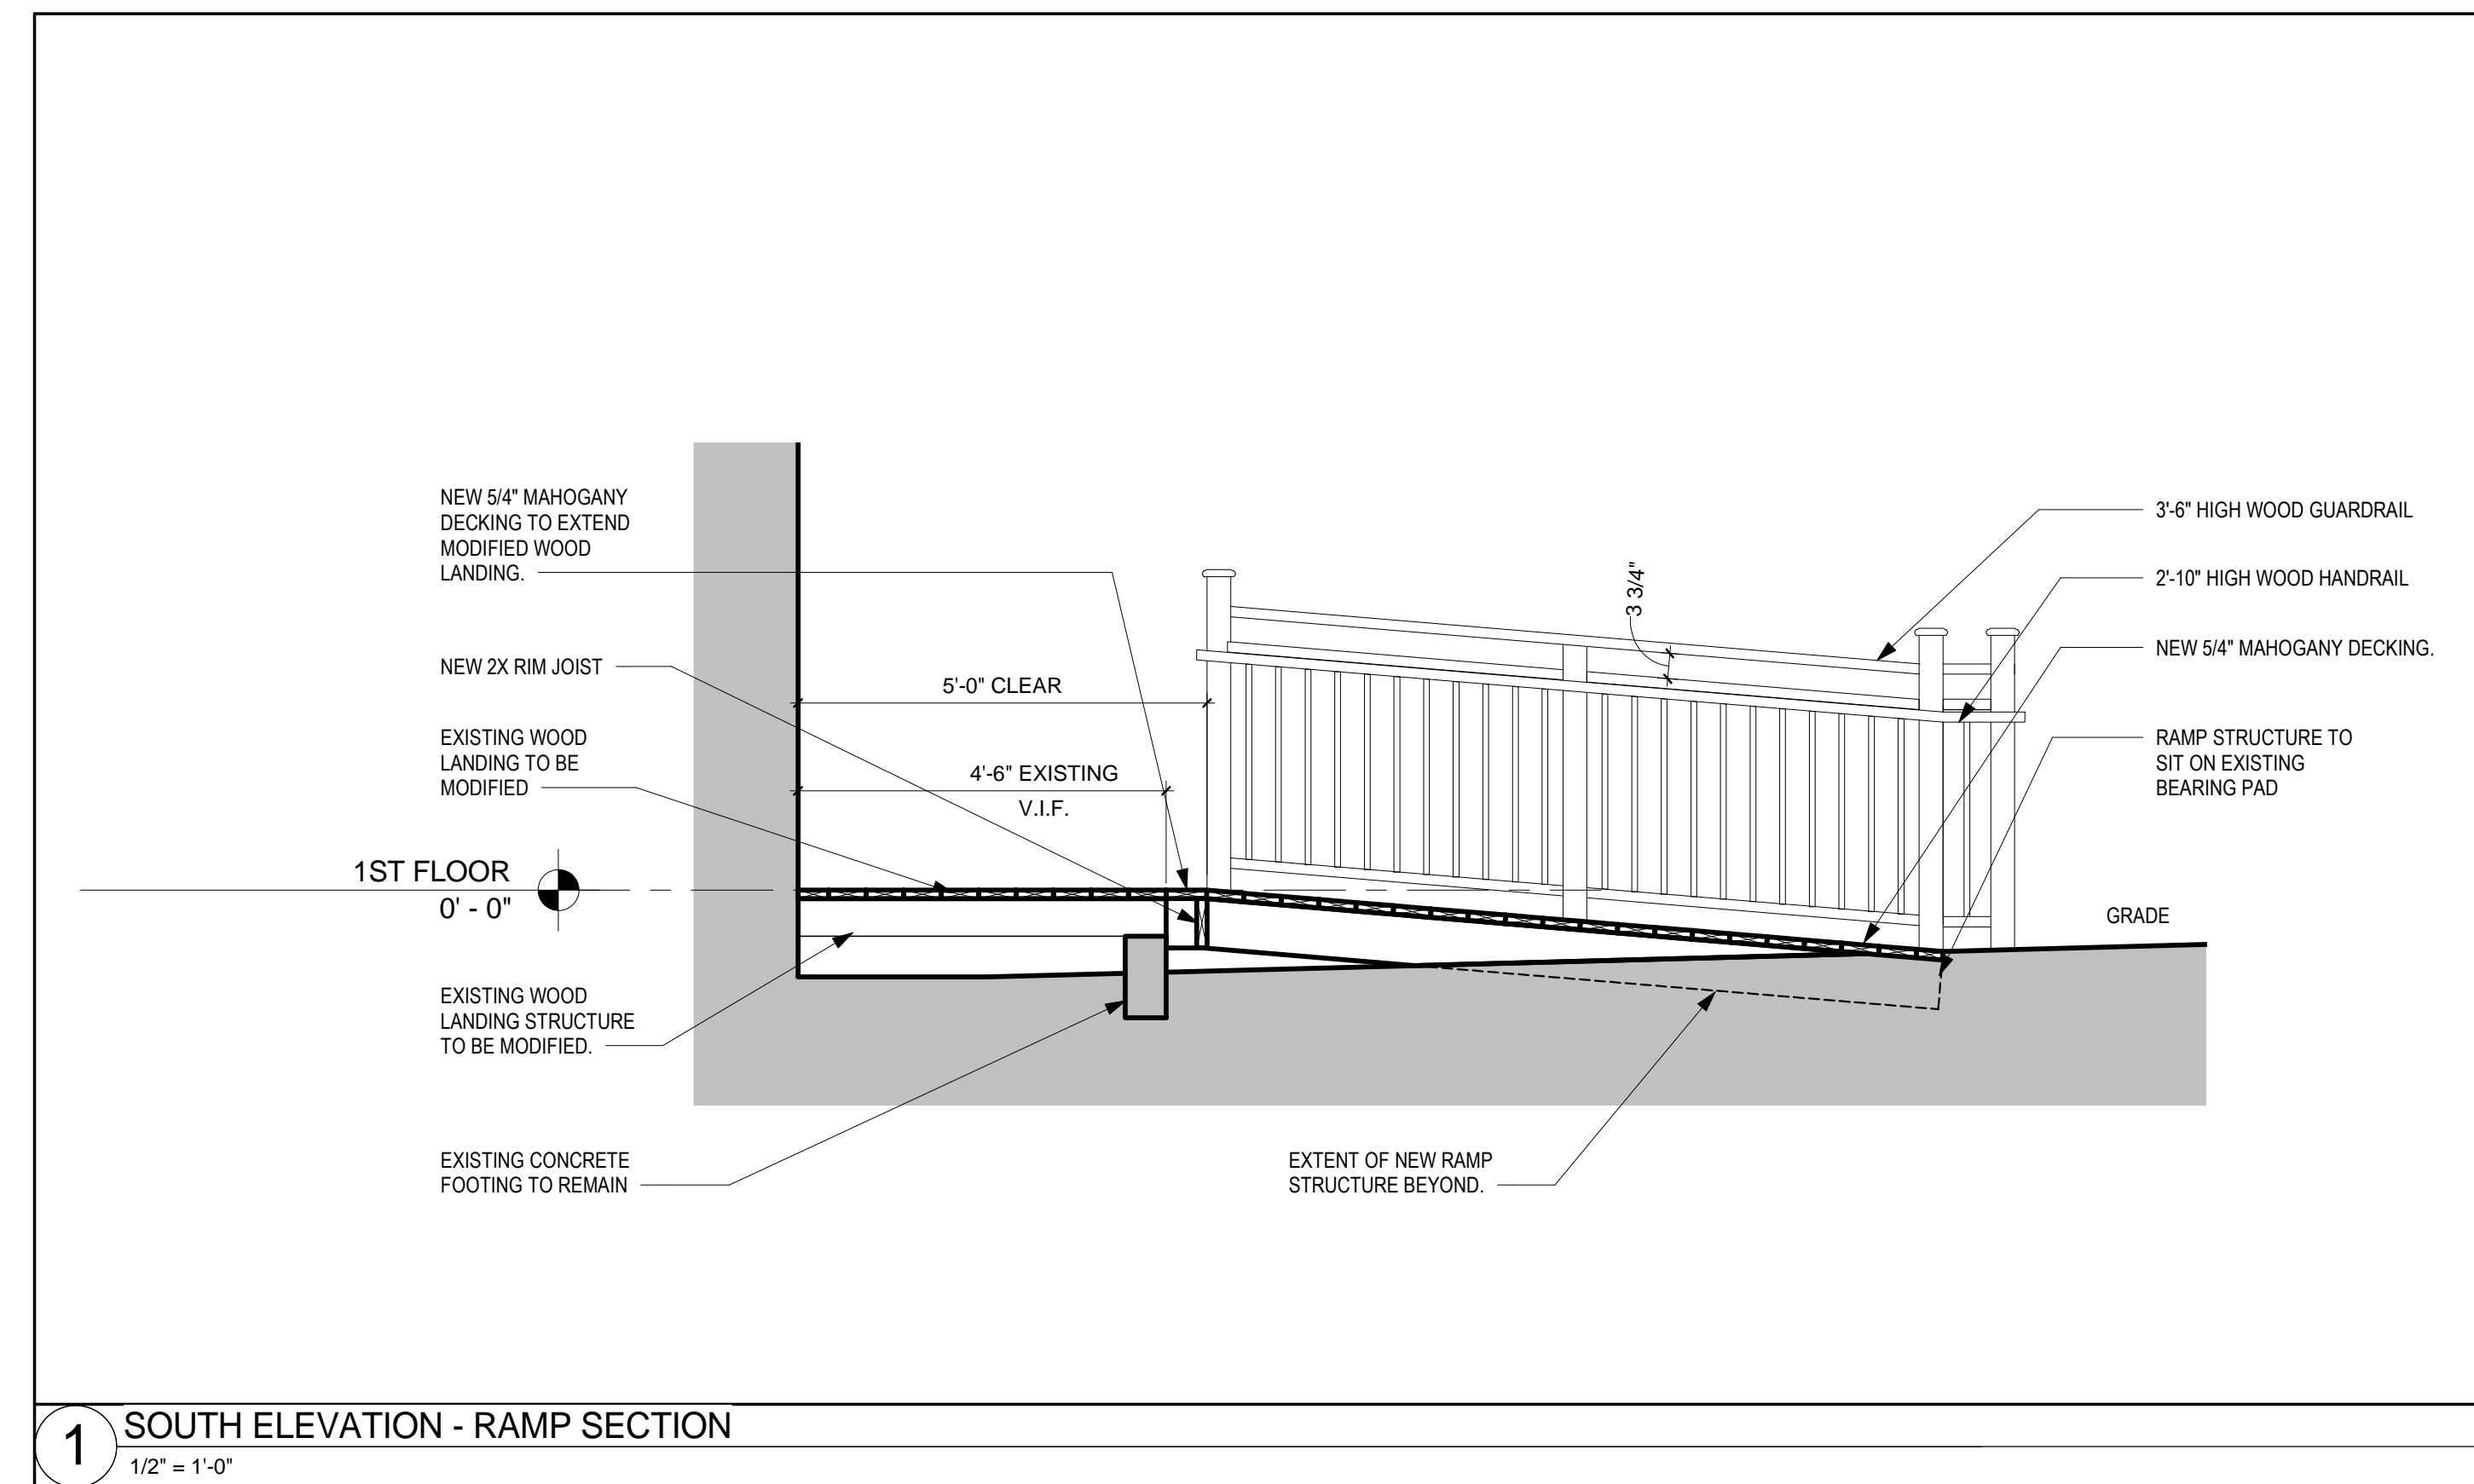 NEW 5/4" MAHOGANY
DECKING TO EXTEND
MODIFIED WOOD
LANDING.
NEW 2X RIM JOIST
EXISTING WOOD
LANDING TO BE
MODIFIED
1ST FLOOR
0' - 0"
EXISTING WOOD
LANDING STRUCTURE
TO BE MODIFIED.
EXISTING CONCRETE
FOOTING TO REMAIN
5'-0" CLEAR
4'-6" EXISTING
V.I.F.
3 3/4"
3'-6" HIGH WOOD GUARDRAIL
2'-10" HIGH WOOD HANDRAIL
NEW 5/4" MAHOGANY DECKING.
RAMP STRUCTURE TO
SIT ON EXISTING
BEARING PAD
GRADE
EXTENT OF NEW RAMP
STRUCTURE BEYOND.
1
SOUTH ELEVATION - RAMP SECTION
1/2" = 1'-0"